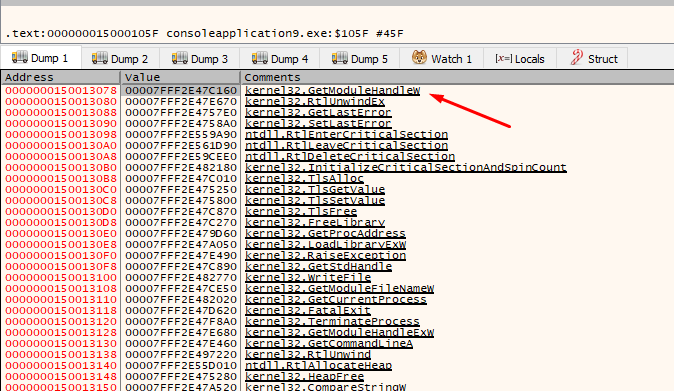 .text:000000015000105F consoleapplication9.exe:$105F #45F
Dump 1 Dump 2 Dump 3 Dump 4 Dump 5 Watch 1 [x]= Locals Struct
Address Value Comments
0000000150013078 00007FFF2E47C160 kernel32.GetModuleHandleW
0000000150013080 00007FFF2E47E670 kernel32.RtlUnwindEx
0000000150013088 00007FFF2E4757E0 kernel32.GetLastError
0000000150013090 00007FFF2E4758A0 kernel32.SetLastError
0000000150013098 00007FFF2E559A90 ntdll.RtlEnterCriticalSection
00000001500130A0 00007FFF2E561D90 ntdll.RtlLeaveCriticalSection
00000001500130A8 00007FFF2E59CEE0 ntdll.RtlDeleteCriticalSection
00000001500130B0 00007FFF2E482180 kernel32.InitializeCriticalSectionAndSpinCount
00000001500130B8 00007FFF2E47C010 kernel32.TlsAlloc
00000001500130C0 00007FFF2E475250 kernel32.TlsGetValue
00000001500130C8 00007FFF2E475800 kernel32.TlsSetValue
00000001500130D0 00007FFF2E47C870 kernel32.TlsFree
00000001500130D8 00007FFF2E47C270 kernel32.FreeLibrary
00000001500130E0 00007FFF2E479D60 kernel32.GetProcAddress
00000001500130E8 00007FFF2E47A050 kernel32.LoadLibraryExW
00000001500130F0 00007FFF2E47E490 kernel32.RaiseException
00000001500130F8 00007FFF2E47C890 kernel32.GetStdHandle
0000000150013100 00007FFF2E482770 kernel32.WriteFile
0000000150013108 00007FFF2E47CE50 kernel32.GetModuleFileNameW
0000000150013110 00007FFF2E482020 kernel32.GetCurrentProcess
0000000150013118 00007FFF2E47D620 kernel32.FatalExit
0000000150013120 00007FFF2E47F8A0 kernel32.TerminateProcess
0000000150013128 00007FFF2E47E680 kernel32.GetModuleHandleExW
0000000150013130 00007FFF2E47E460 kernel32.GetCommandLineA
0000000150013138 00007FFF2E497220 kernel32.RtlUnwind
0000000150013140 00007FFF2E55D010 ntdll.RtlAllocateHeap
0000000150013148 00007FFF2E475280 kernel32.HeapFree
0000000150013150 00007FFF2E47A520 kernel32.CompareStringW